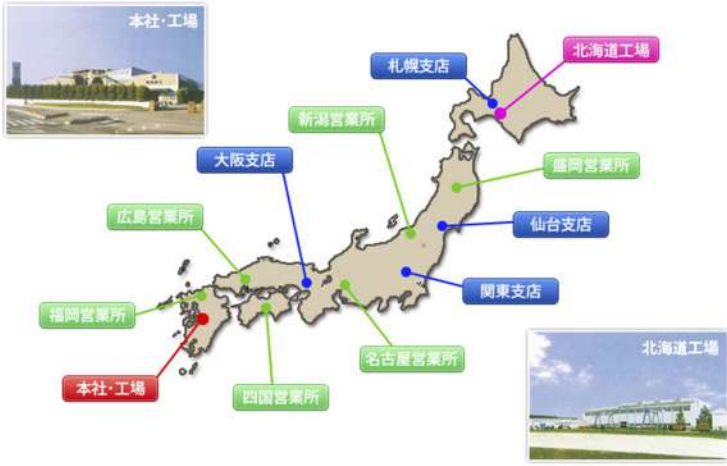 本社・工場
札幌支店
北海道工場
新潟営業所
大阪支店
盛岡営業所
広島営業所
仙台支店
関東支店
福岡営業所
名古屋営業所
北海道工場
本社・工場
四国営業所